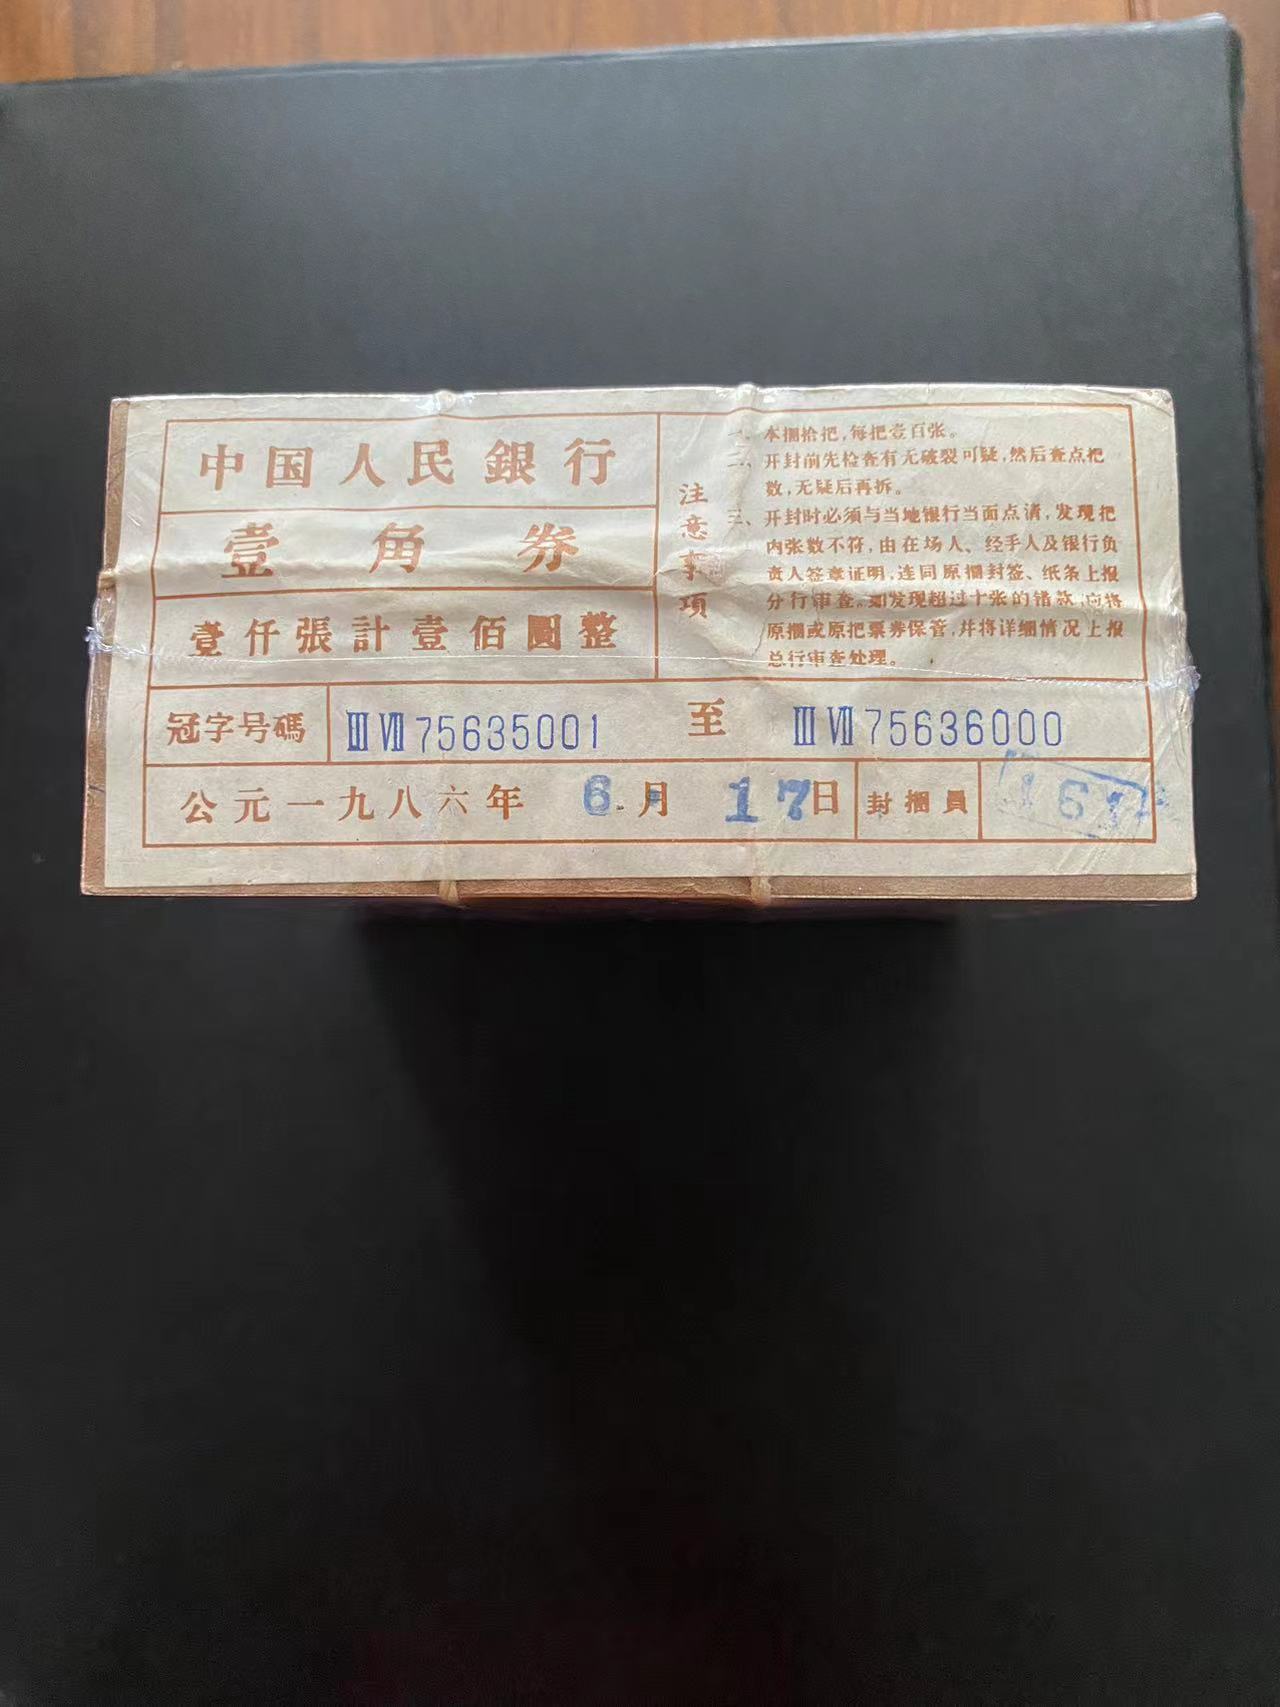 中国人民銀行
壹角券
壹仟張計壹佰圓整
注意事項
一、本捆拾把，每把壹百张。
二、开封前先检查有无破裂可疑，然后查点把
数，无疑后再拆。
三、开封时必须与当地银行当面点清，发现把
内张数不符，由在场人、经手人及银行负
责人签章证明，连同原捆封签、纸条上报
分行审查。如发现超过十张的错款，应将
原捆或原把票券保管，并将详细情况上报
总行审查处理。
冠字号碼 ⅢⅦ75635001 至 ⅢⅦ75636000
公元一九八六年 6月 17日 封捆員